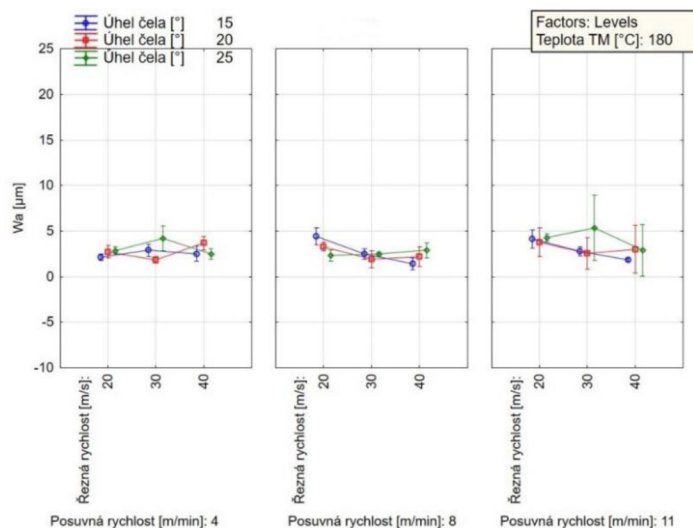 Úhel čela [°] 15
Úhel čela [°] 20
Úhel čela [°] 25
Factors: Levels
Teplota TM [°C]: 180
Wa [µm]
25
20
15
10
5
0
-5
-10
Řezná rychlost [m/s]:
20
30
40
Řezná rychlost [m/s]:
20
30
40
Řezná rychlost [m/s]:
20
30
40
Posuvná rychlost [m/min]: 4
Posuvná rychlost [m/min]: 8
Posuvná rychlost [m/min]: 11